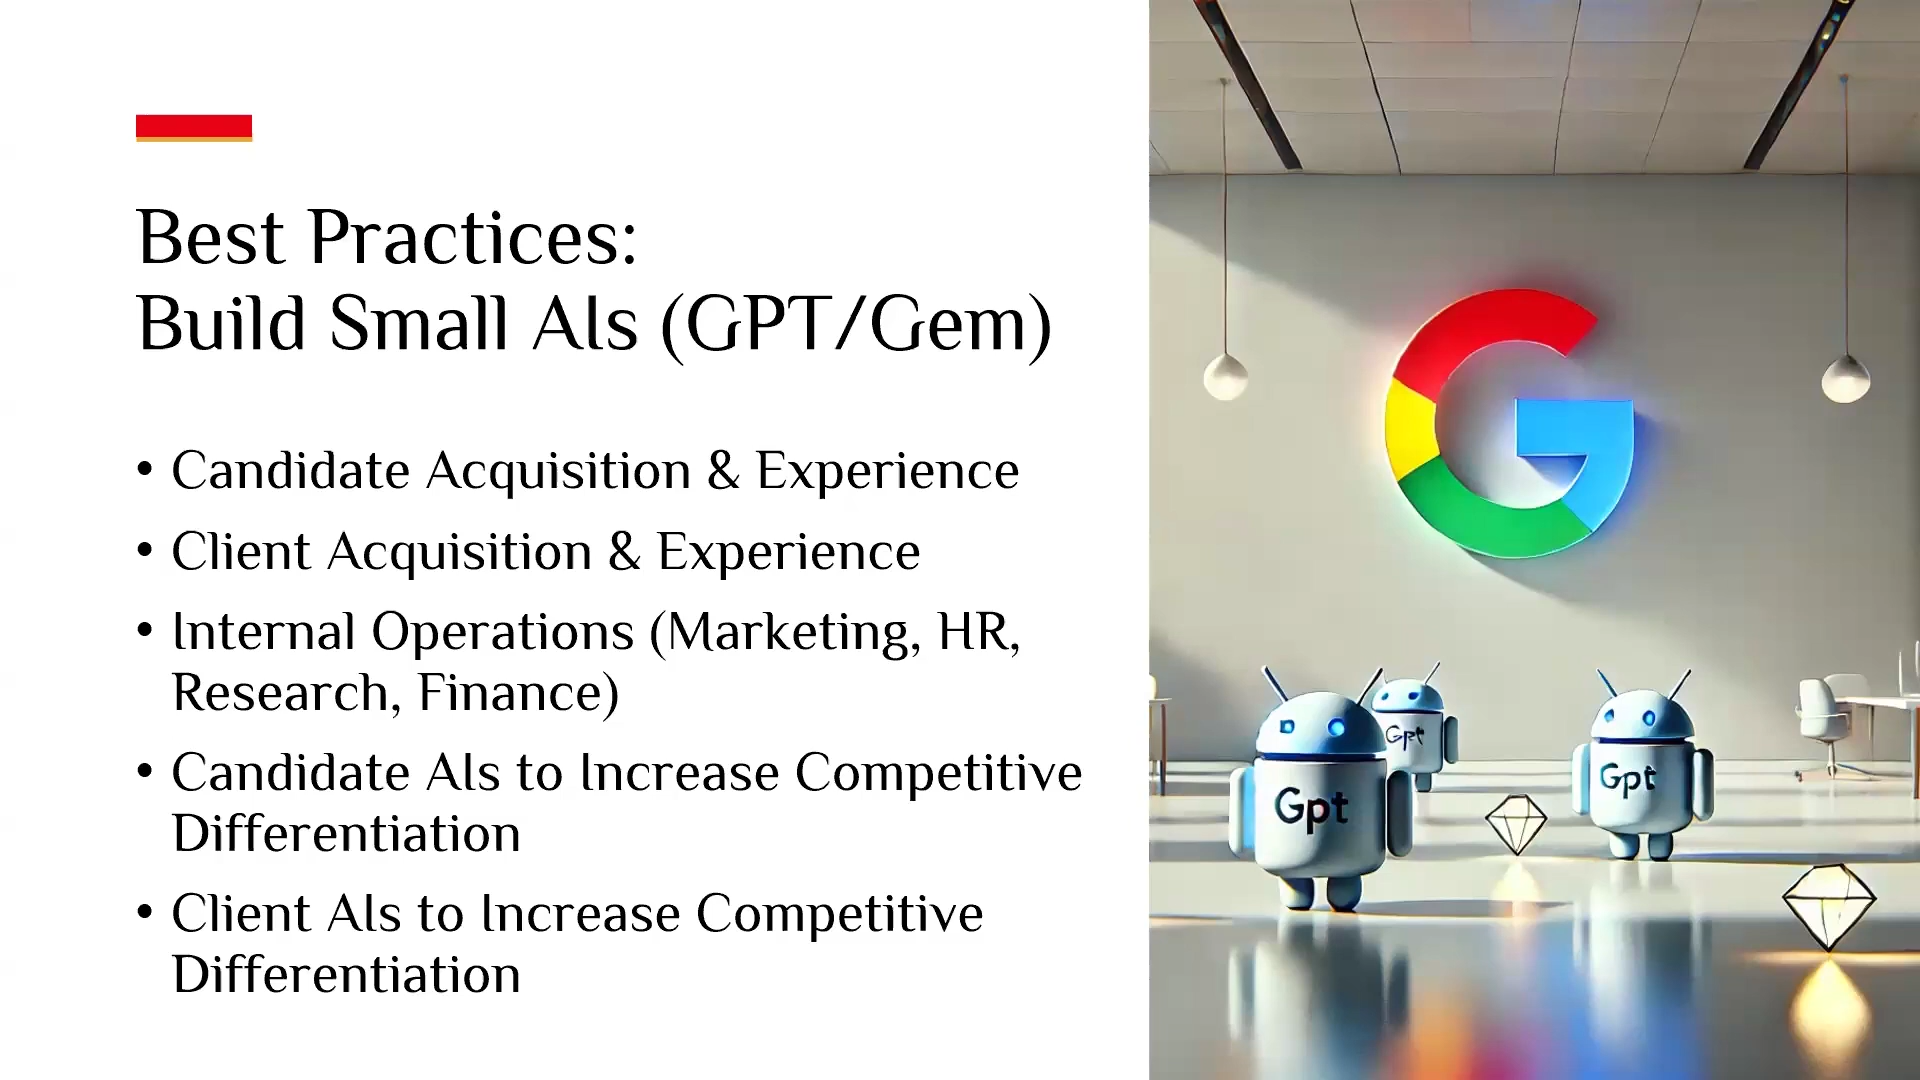 Best Practices:
Build Small AIs (GPT/Gem)
• Candidate Acquisition & Experience
• Client Acquisition & Experience
• Internal Operations (Marketing, HR,
Research, Finance)
• Candidate AIs to Increase Competitive
Differentiation
• Client AIs to Increase Competitive
Differentiation
G
Gpt
Gpt
Gpt